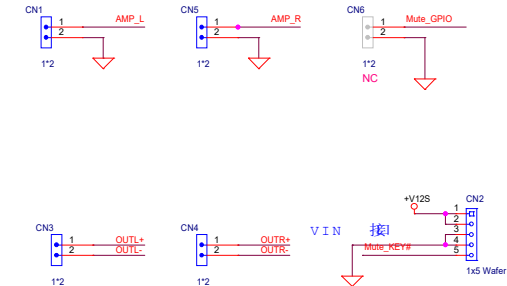 CN1
AMP_L
1
2
1*2
CN5
AMP_R
1
2
1*2
CN6
Mute_GPIO
1
2
1*2
NC
CN3
OUTL+
OUTL-
1
2
1*2
CN4
OUTR+
OUTR-
1
2
1*2
VIN 接
+V12S
CN2
1
2
3
4
5
Mute_KEY#
1x5 Wafer